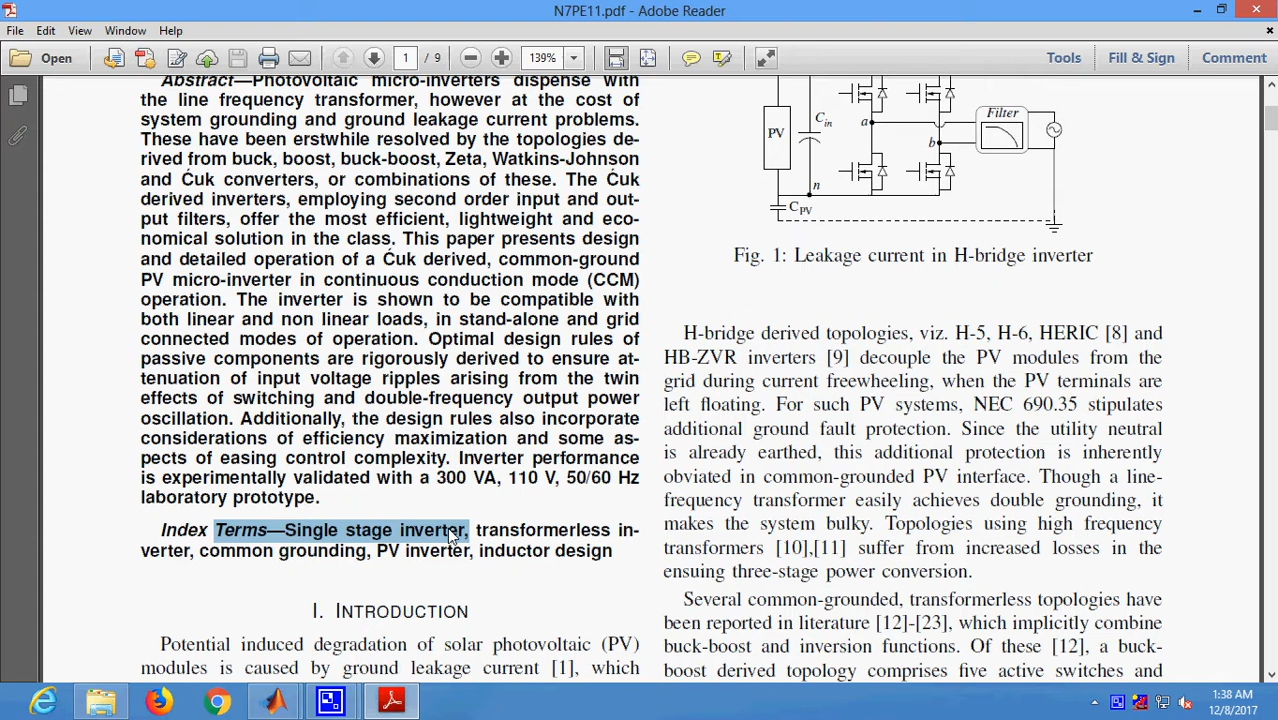 N7PE11.pdf - Adobe Reader
File Edit View Window Help
Open 1 / 9 139% Tools Fill & Sign Comment
Abstract—Photovoltaic micro-inverters dispense with
the line frequency transformer, however at the cost of
system grounding and ground leakage current problems.
These have been erstwhile resolved by the topologies de-
rived from buck, boost, buck-boost, Zeta, Watkins-Johnson
and Ćuk converters, or combinations of these. The Ćuk
derived inverters, employing second order input and out-
put filters, offer the most efficient, lightweight and eco-
nomical solution in the class. This paper presents design
and detailed operation of a Ćuk derived, common-ground
PV micro-inverter in continuous conduction mode (CCM)
operation. The inverter is shown to be compatible with
both linear and non linear loads, in stand-alone and grid
connected modes of operation. Optimal design rules of
passive components are rigorously derived to ensure at-
tenuation of input voltage ripples arising from the twin
effects of switching and double-frequency output power
oscillation. Additionally, the design rules also incorporate
considerations of efficiency maximization and some as-
pects of easing control complexity. Inverter performance
is experimentally validated with a 300 VA, 110 V, 50/60 Hz
laboratory prototype.
Index Terms—Single stage inverter, transformerless in-
verter, common grounding, PV inverter, inductor design
I. INTRODUCTION
Potential induced degradation of solar photovoltaic (PV)
modules is caused by ground leakage current [1], which
PV
Cin
a
b
n
Filter
CPV
Fig. 1: Leakage current in H-bridge inverter
H-bridge derived topologies, viz. H-5, H-6, HERIC [8] and
HB-ZVR inverters [9] decouple the PV modules from the
grid during current freewheeling, when the PV terminals are
left floating. For such PV systems, NEC 690.35 stipulates
additional ground fault protection. Since the utility neutral
is already earthed, this additional protection is inherently
obviated in common-grounded PV interface. Though a line-
frequency transformer easily achieves double grounding, it
makes the system bulky. Topologies using high frequency
transformers [10],[11] suffer from increased losses in the
ensuing three-stage power conversion.
Several common-grounded, transformerless topologies have
been reported in literature [12]-[23], which implicitly combine
buck-boost and inversion functions. Of these [12], a buck-
boost derived topology comprises five active switches and
1:38 AM
12/8/2017